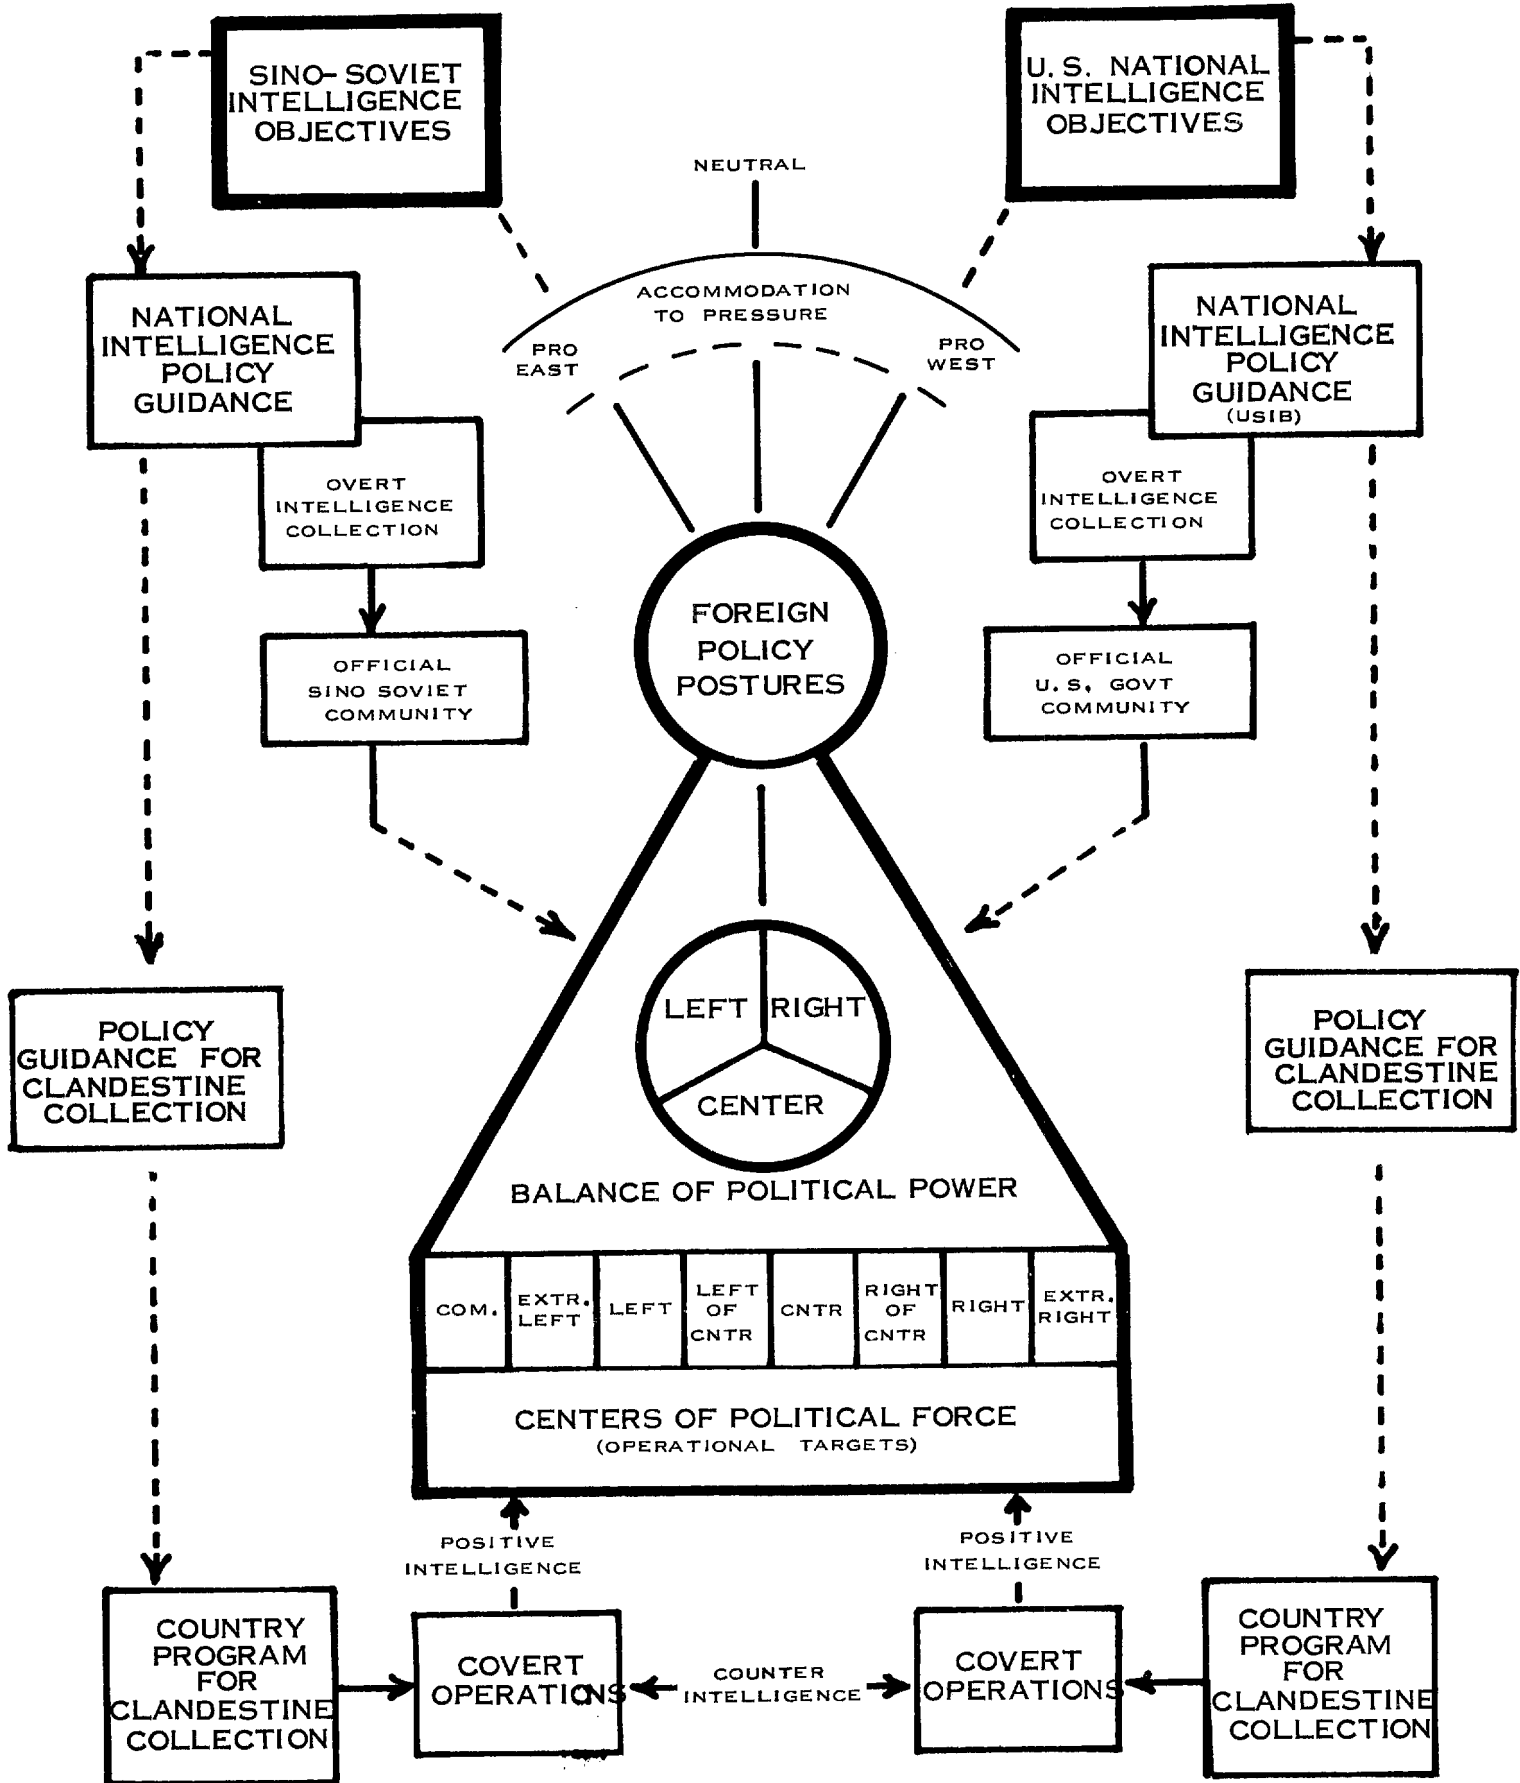 SINO-SOVIET
INTELLIGENCE
OBJECTIVES
U. S. NATIONAL
INTELLIGENCE
OBJECTIVES
NEUTRAL
ACCOMMODATION
TO PRESSURE
PRO
EAST
PRO
WEST
NATIONAL
INTELLIGENCE
POLICY
GUIDANCE
NATIONAL
INTELLIGENCE
POLICY
GUIDANCE
(USIB)
OVERT
INTELLIGENCE
COLLECTION
OVERT
INTELLIGENCE
COLLECTION
OFFICIAL
SINO SOVIET
COMMUNITY
FOREIGN
POLICY
POSTURES
OFFICIAL
U. S. GOVT
COMMUNITY
POLICY
GUIDANCE FOR
CLANDESTINE
COLLECTION
LEFT
RIGHT
CENTER
POLICY
GUIDANCE FOR
CLANDESTINE
COLLECTION
BALANCE OF POLITICAL POWER
COM.
EXTR.
LEFT
LEFT
LEFT
OF
CNTR
CNTR
RIGHT
OF
CNTR
RIGHT
EXTR.
RIGHT
CENTERS OF POLITICAL FORCE
(OPERATIONAL TARGETS)
POSITIVE
INTELLIGENCE
POSITIVE
INTELLIGENCE
COUNTRY
PROGRAM
FOR
CLANDESTINE
COLLECTION
COVERT
OPERATIONS
COUNTER
INTELLIGENCE
COVERT
OPERATIONS
COUNTRY
PROGRAM
FOR
CLANDESTINE
COLLECTION